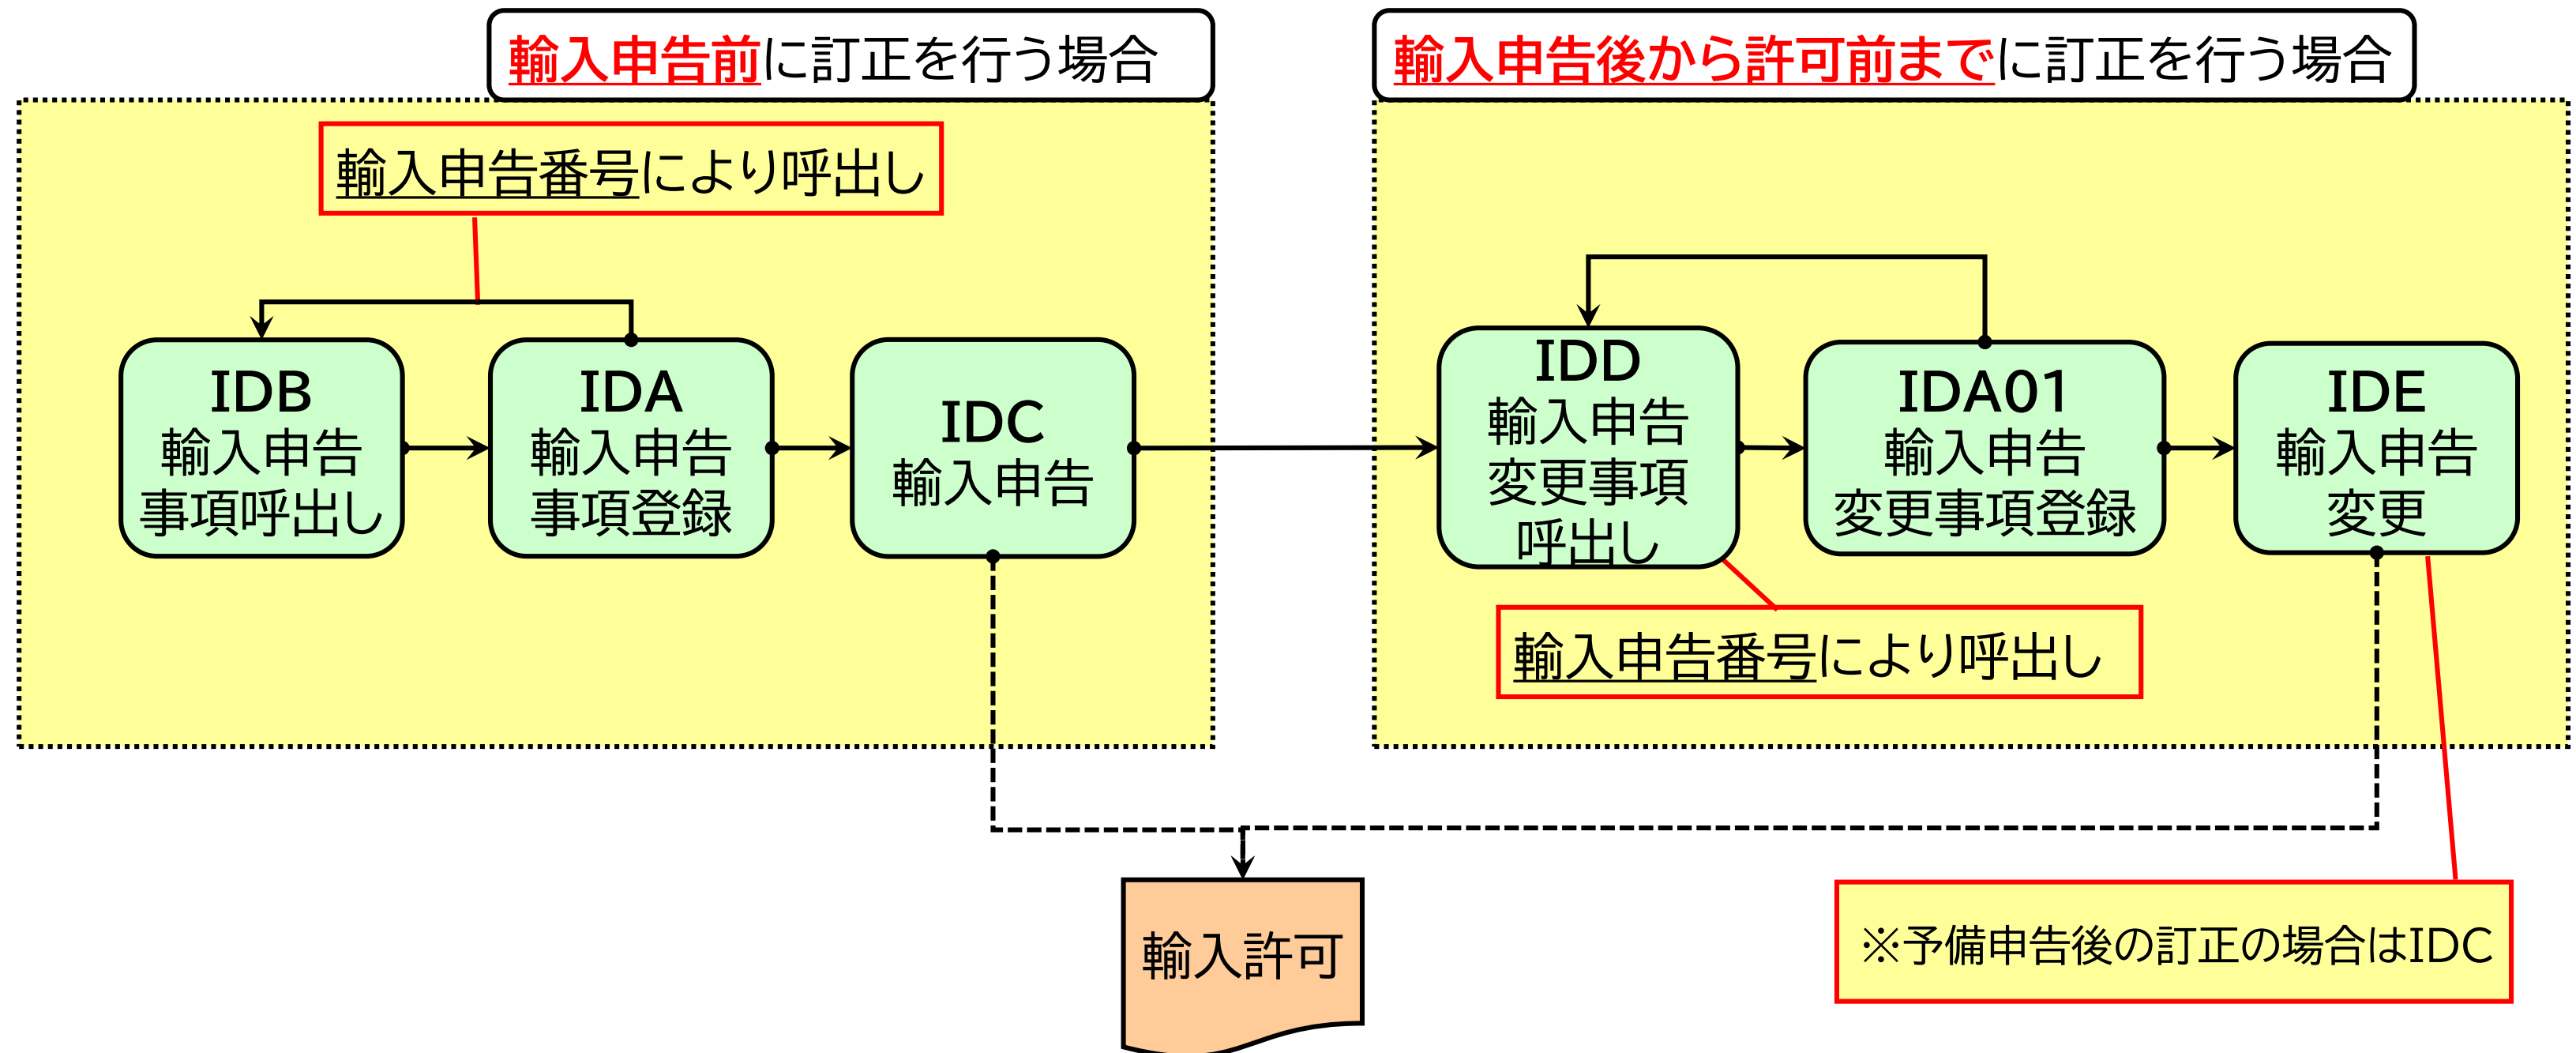 輸入申告前に訂正を行う場合
輸入申告後から許可前までに訂正を行う場合
輸入申告番号により呼出し
IDB
輸入申告
事項呼出し
IDA
輸入申告
事項登録
IDC
輸入申告
IDD
輸入申告
変更事項
呼出し
IDA01
輸入申告
変更事項登録
IDE
輸入申告
変更
輸入申告番号により呼出し
輸入許可
※予備申告後の訂正の場合はIDC